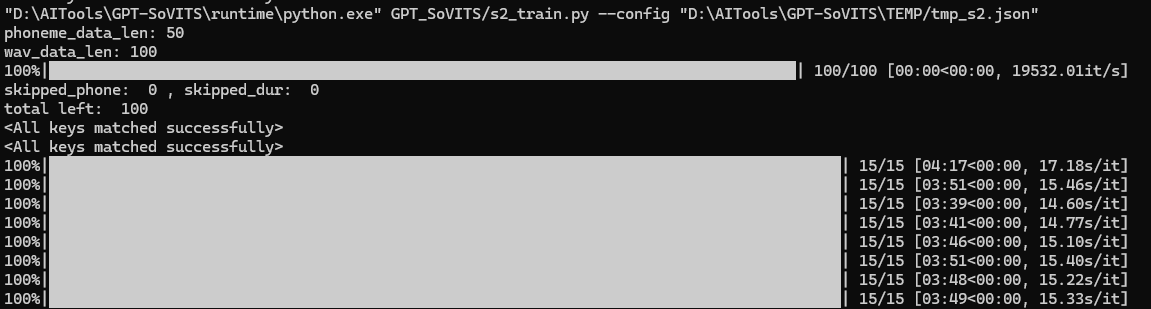 "D:\AITools\GPT-SoVITS\runtime\python.exe" GPT_SoVITS/s2_train.py --config "D:\AITools\GPT-SoVITS\TEMP/tmp_s2.json"
phoneme_data_len: 50
wav_data_len: 100
100%|| 100/100 [00:00<00:00, 19532.01it/s]
skipped_phone:  0 , skipped_dur:  0
total left:  100
<All keys matched successfully>
<All keys matched successfully>
100%|| 15/15 [04:17<00:00, 17.18s/it]
100%|| 15/15 [03:51<00:00, 15.46s/it]
100%|| 15/15 [03:39<00:00, 14.60s/it]
100%|| 15/15 [03:41<00:00, 14.77s/it]
100%|| 15/15 [03:46<00:00, 15.10s/it]
100%|| 15/15 [03:51<00:00, 15.40s/it]
100%|| 15/15 [03:48<00:00, 15.22s/it]
100%|| 15/15 [03:49<00:00, 15.33s/it]